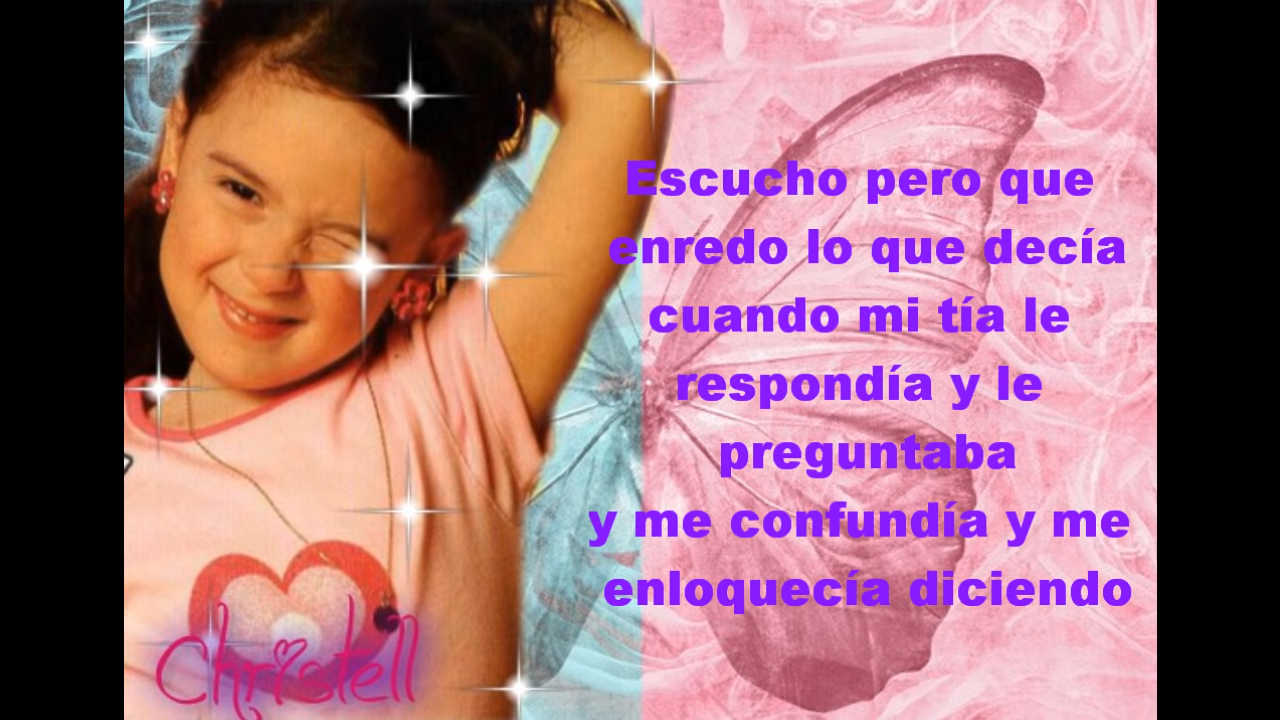 Escucho pero que
enredo lo que decía
cuando mi tía le
respondía y le
preguntaba
y me confundía y me
enloquecía diciendo
Christell